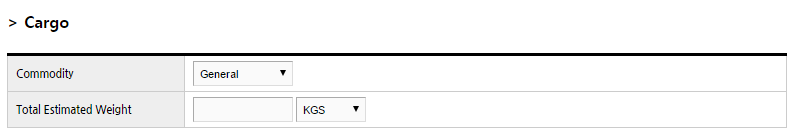 > Cargo
Commodity General
Total Estimated Weight KGS